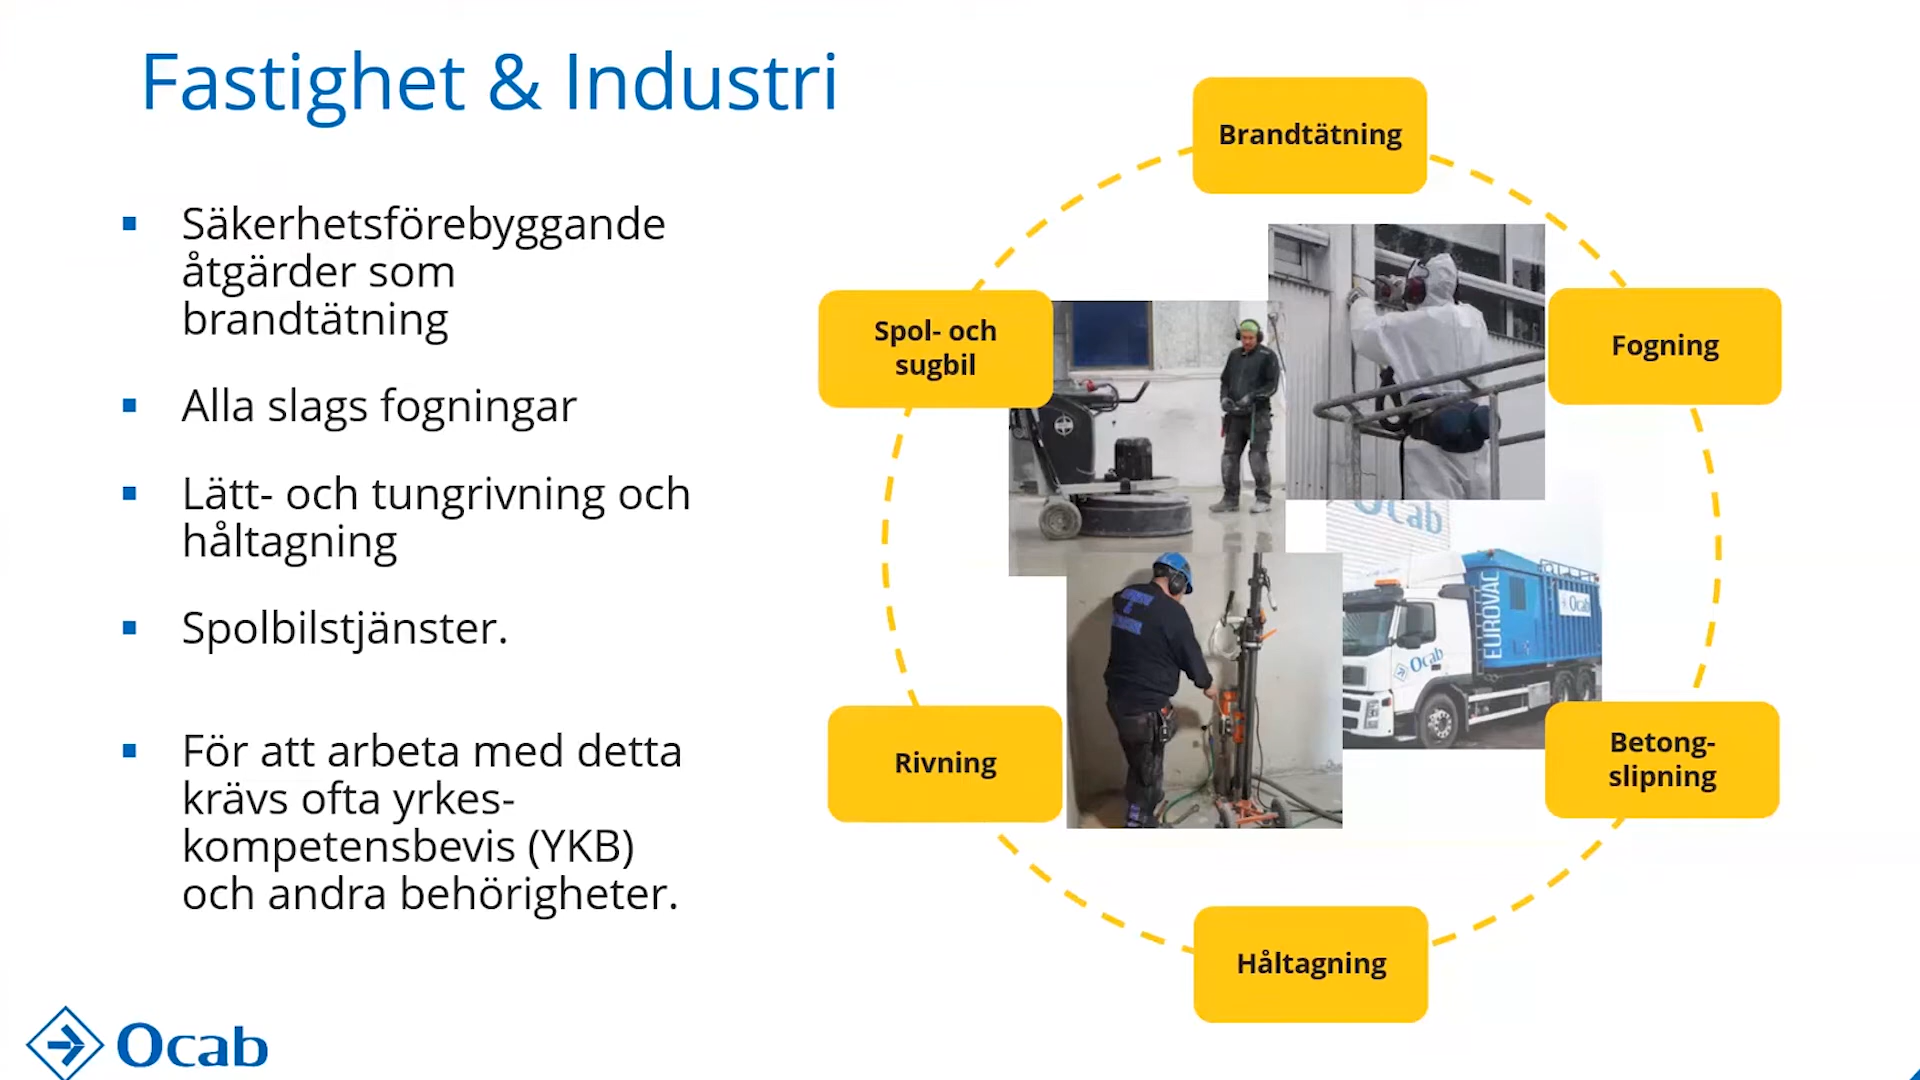 Fastighet & Industri
Säkerhetsförebyggande
åtgärder som
brandtätning
Alla slags fogningar
Lätt- och tungrivning och
håltagning
Spolbilstjänster.
För att arbeta med detta
krävs ofta yrkes-
kompetensbevis (YKB)
och andra behörigheter.
Brandtätning
Spol- och
sugbil
Fogning
Ocab
EUROVAC
Ocab
Ocab
Rivning
Betong-
slipning
Håltagning
Ocab